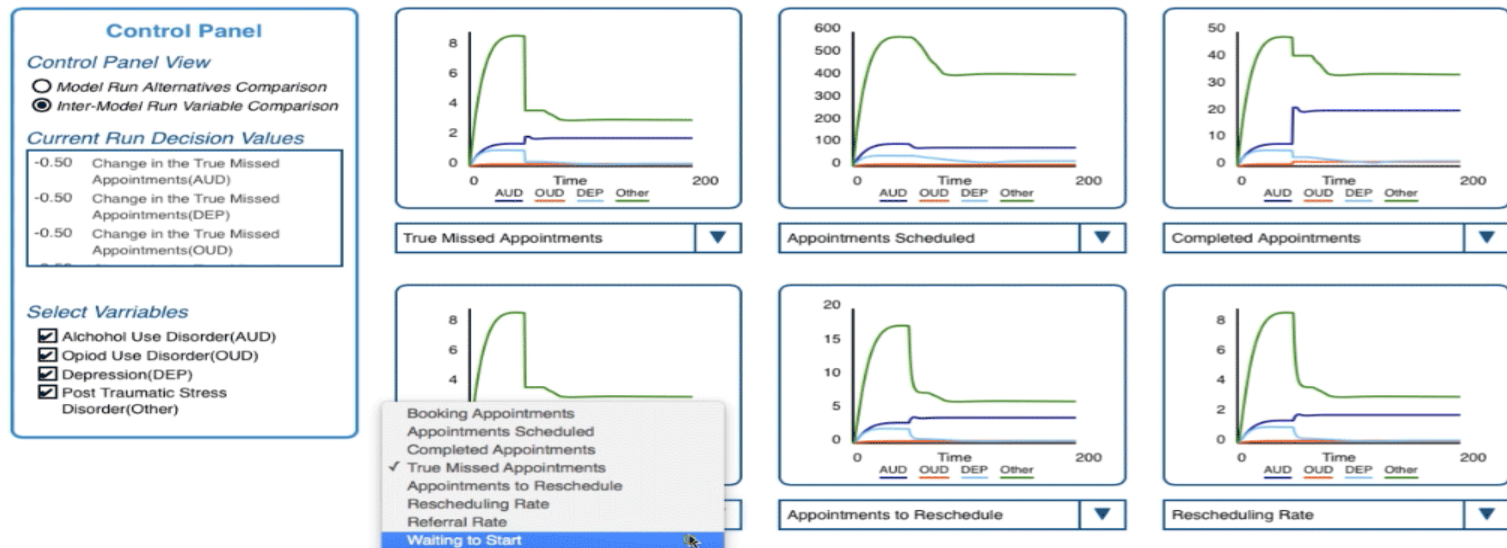 Control Panel
Control Panel View
Model Run Alternatives Comparison
Inter-Model Run Variable Comparison
Current Run Decision Values
-0.50 Change in the True Missed
Appointments(AUD)
-0.50 Change in the True Missed
Appointments(DEP)
-0.50 Change in the True Missed
Appointments(OUD)
Select Varriables
Alchohol Use Disorder(AUD)
Opiod Use Disorder(OUD)
Depression(DEP)
Post Traumatic Stress
Disorder(Other)
8
6
4
2
0
0 Time 200
AUD OUD DEP Other
True Missed Appointments
600
500
400
300
200
100
0
0 Time 200
AUD OUD DEP Other
Appointments Scheduled
50
40
30
20
10
0
0 Time 200
AUD OUD DEP Other
Completed Appointments
8
6
4
Booking Appointments
Appointments Scheduled
Completed Appointments
✓ True Missed Appointments
Appointments to Reschedule
Rescheduling Rate
Referral Rate
Waiting to Start
20
15
10
5
0
0 Time 200
AUD OUD DEP Other
Appointments to Reschedule
8
6
4
2
0
0 Time 200
AUD OUD DEP Other
Rescheduling Rate